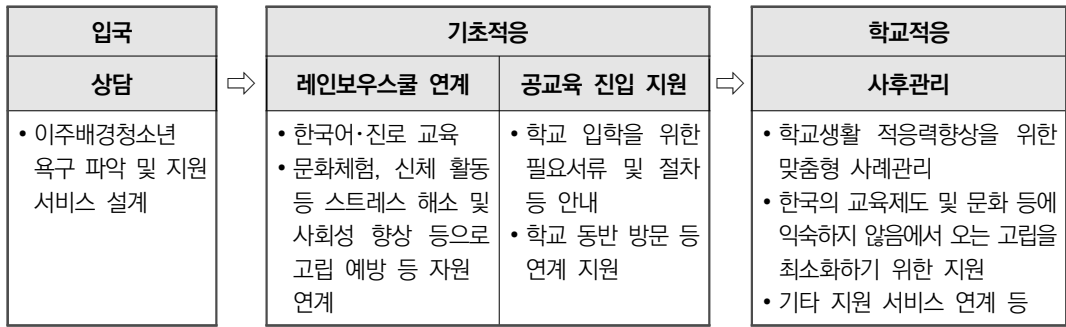 입국
상담
• 이주배경청소년
욕구 파악 및 지원
서비스 설계
⇨
기초적응
레인보우스쿨 연계
• 한국어·진로 교육
• 문화체험, 신체 활동
등 스트레스 해소 및
사회성 향상 등으로
고립 예방 등 자원
연계
공교육 진입 지원
• 학교 입학을 위한
필요서류 및 절차
등 안내
• 학교 동반 방문 등
연계 지원
⇨
학교적응
사후관리
• 학교생활 적응력향상을 위한
맞춤형 사례관리
• 한국의 교육제도 및 문화 등에
익숙하지 않음에서 오는 고립을
최소화하기 위한 지원
• 기타 지원 서비스 연계 등